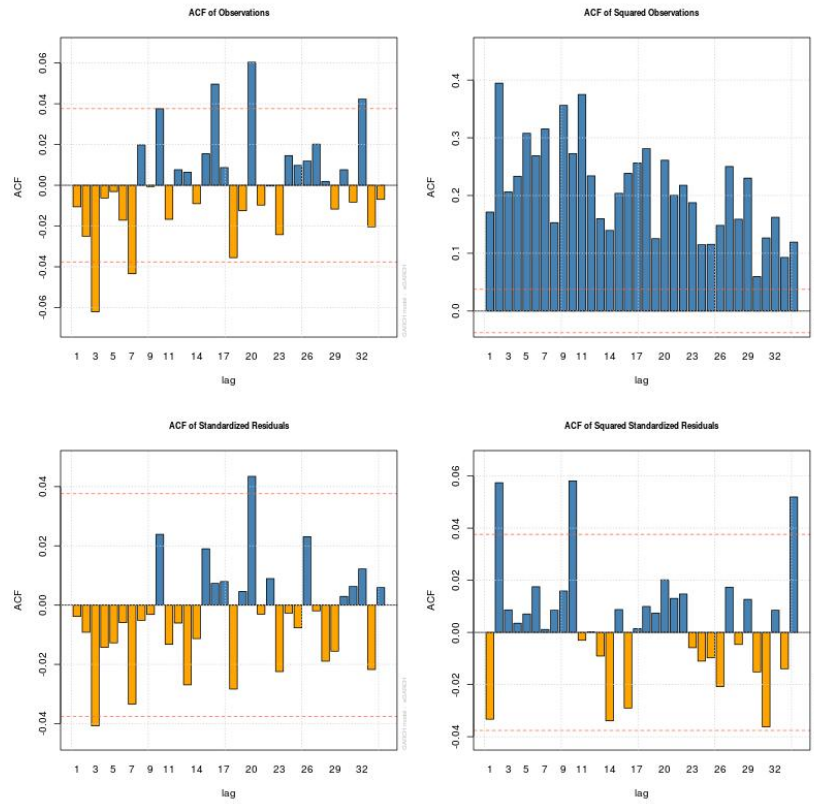 ACF of Observations
ACF
0.06
0.04
0.02
0.00
-0.02
-0.04
-0.06
1 3 5 7 9 11 14 17 20 23 26 29 32
lag
GARCH model : sGARCH
ACF of Squared Observations
ACF
0.4
0.3
0.2
0.1
0.0
1 3 5 7 9 11 14 17 20 23 26 29 32
lag
ACF of Standardized Residuals
ACF
0.04
0.02
0.00
-0.02
-0.04
1 3 5 7 9 11 14 17 20 23 26 29 32
lag
GARCH model : sGARCH
ACF of Squared Standardized Residuals
ACF
0.06
0.04
0.02
0.00
-0.02
-0.04
1 3 5 7 9 11 14 17 20 23 26 29 32
lag